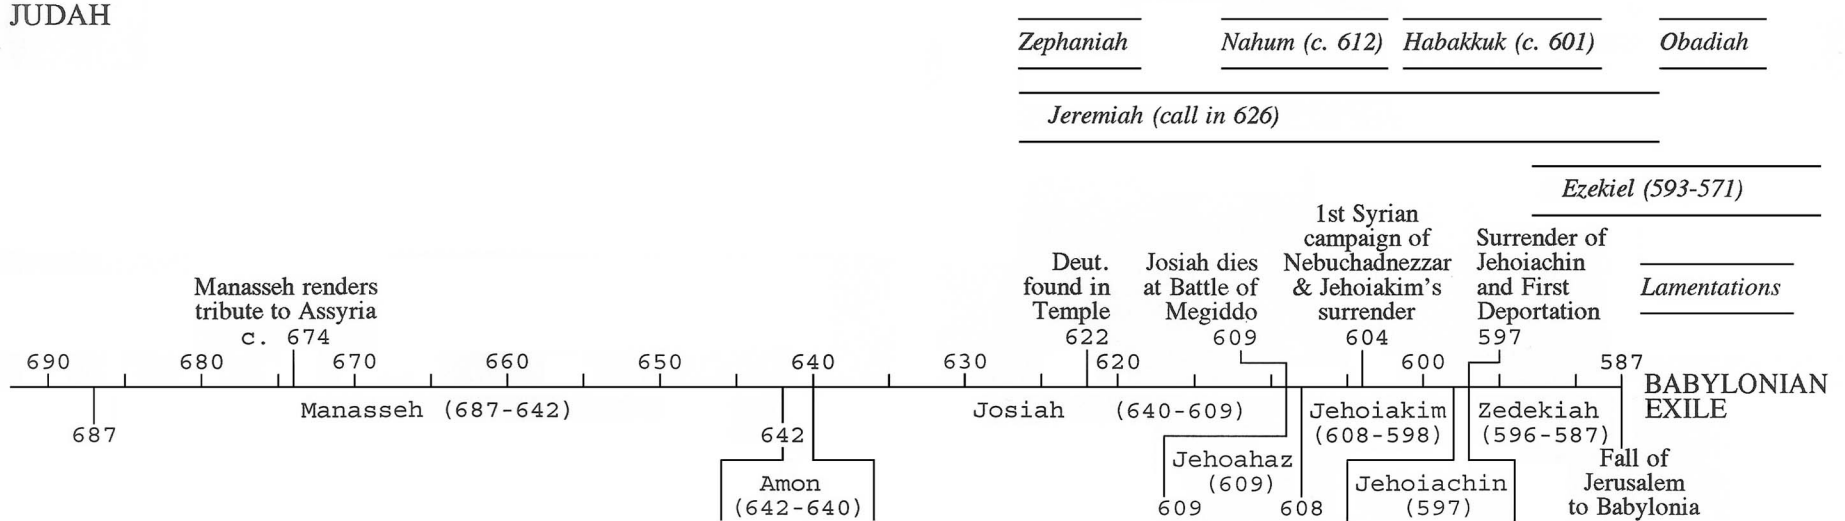 JUDAH
Zephaniah
Nahum (c. 612)
Habakkuk (c. 601)
Obadiah
Jeremiah (call in 626)
Ezekiel (593-571)
Manasseh renders
tribute to Assyria
c. 674
Deut.
found in
Temple
622
Josiah dies
at Battle of
Megiddo
609
1st Syrian
campaign of
Nebuchadnezzar
& Jehoiakim's
surrender
604
Surrender of
Jehoiachin
and First
Deportation
597
Lamentations
690 680 670 660 650 640 630 620 600 587
BABYLONIAN
EXILE
687
Manasseh (687-642)
642
Amon
(642-640)
Josiah (640-609)
Jehoahaz
(609)
609
608
Jehoiakim
(608-598)
Jehoiachin
(597)
Zedekiah
(596-587)
Fall of
Jerusalem
to Babylonia